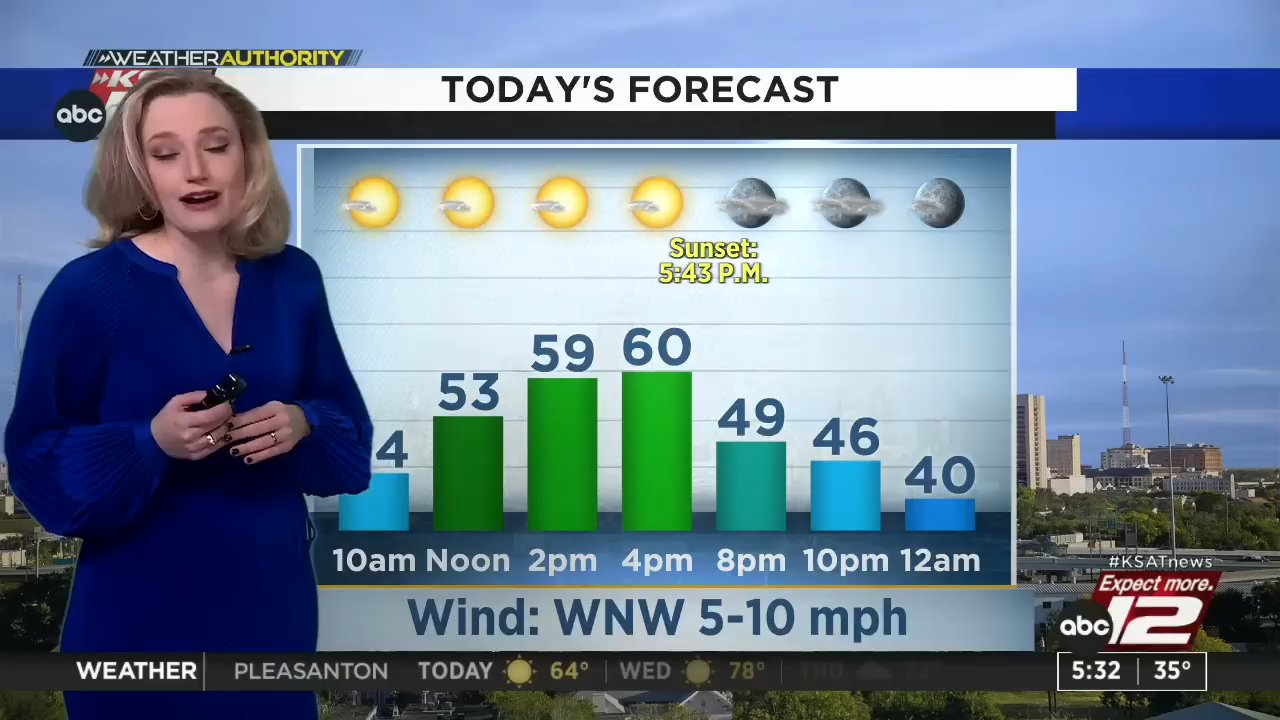 WEATHERAUTHORITY
abc
TODAY'S FORECAST
Sunset:
5:43 P.M.
4 53 59 60 49 46 40
10am Noon 2pm 4pm 8pm 10pm 12am
Wind: WNW 5-10 mph
#KSATnews
Expect more.
abc 12
WEATHER PLEASANTON TODAY 64° WED 78° THU 73°
5:32 35°